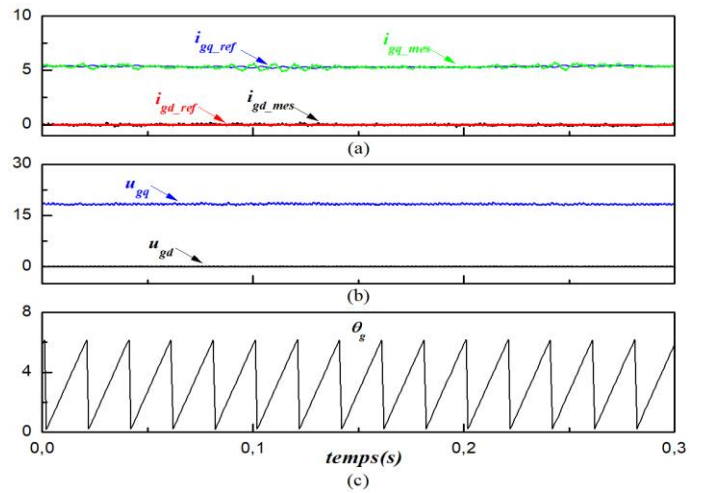 10
i_gq_ref
i_gq_mes
5
i_gd_ref
i_gd_mes
0
(a)
30
u_gq
15
u_gd
0
(b)
8
θ_g
4
0
0,0
0,1
0,2
0,3
temps(s)
(c)